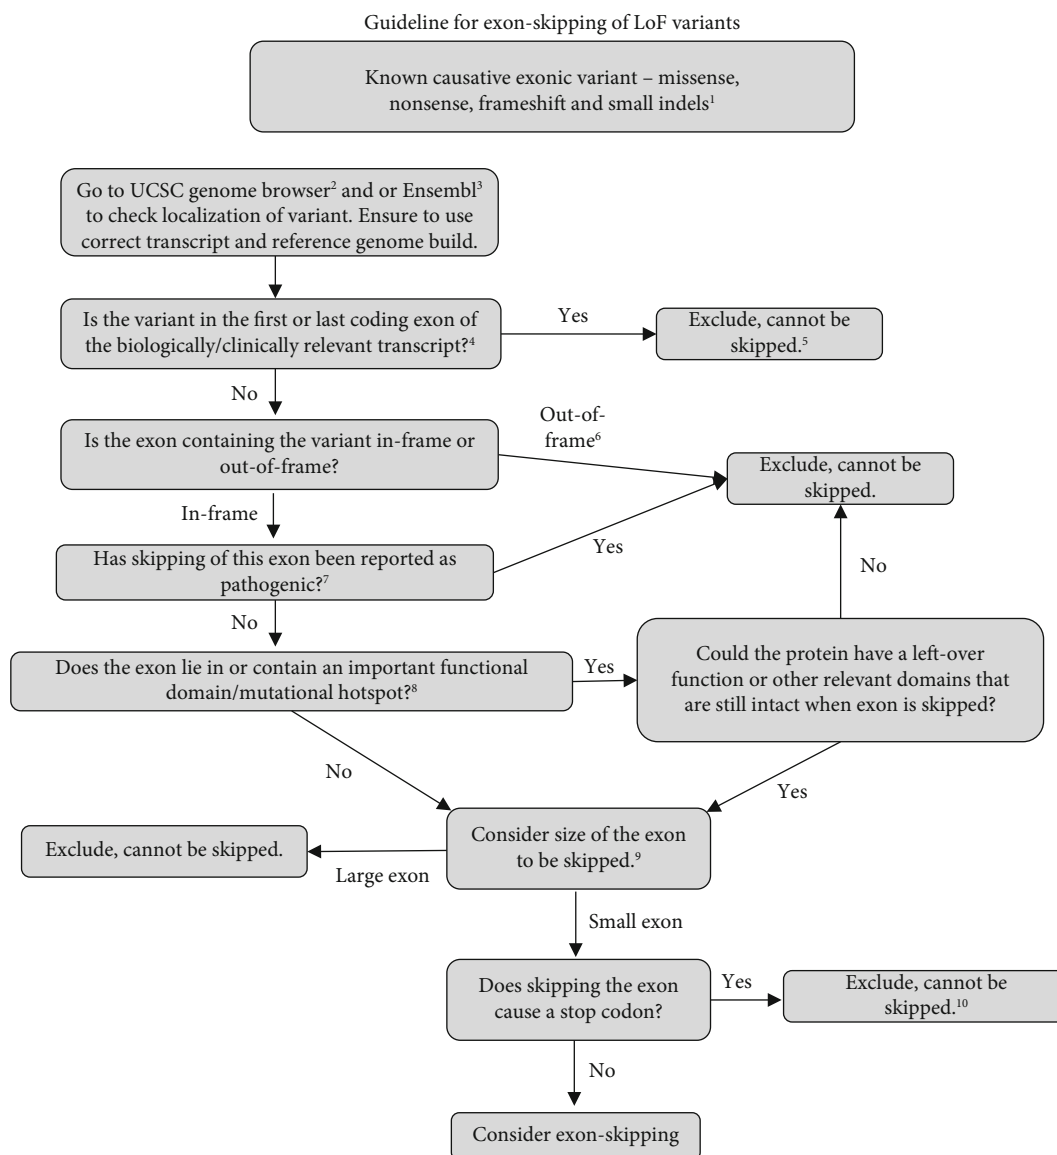 Guideline for exon-skipping of LoF variants
Known causative exonic variant – missense,
nonsense, frameshift and small indels¹
Go to UCSC genome browser² and or Ensembl³
to check localization of variant. Ensure to use
correct transcript and reference genome build.
Is the variant in the first or last coding exon of
the biologically/clinically relevant transcript?⁴
Yes
Exclude, cannot be
skipped.⁵
No
Is the exon containing the variant in-frame or
out-of-frame?
Out-of-
frame⁶
Exclude, cannot be
skipped.
In-frame
Has skipping of this exon been reported as
pathogenic?⁷
Yes
No
No
Does the exon lie in or contain an important functional
domain/mutational hotspot?⁸
Yes
Could the protein have a left-over
function or other relevant domains that
are still intact when exon is skipped?
No
Yes
Consider size of the exon
to be skipped.⁹
Exclude, cannot be skipped.
Large exon
Small exon
Does skipping the exon
cause a stop codon?
Yes
Exclude, cannot be
skipped.¹⁰
No
Consider exon-skipping